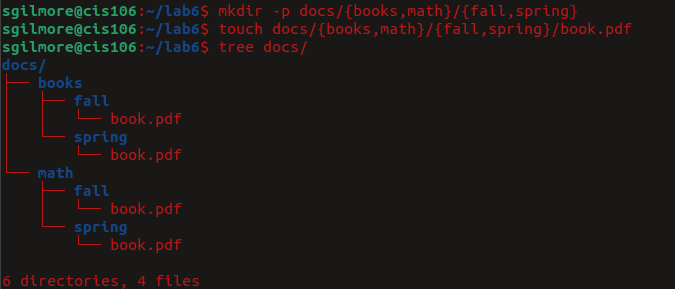 sgilmore@cis106:~/lab6$ mkdir -p docs/{books,math}/{fall,spring}
sgilmore@cis106:~/lab6$ touch docs/{books,math}/{fall,spring}/book.pdf
sgilmore@cis106:~/lab6$ tree docs/
docs/
├── books
│   ├── fall
│   │   └── book.pdf
│   └── spring
│       └── book.pdf
└── math
    ├── fall
    │   └── book.pdf
    └── spring
        └── book.pdf
6 directories, 4 files